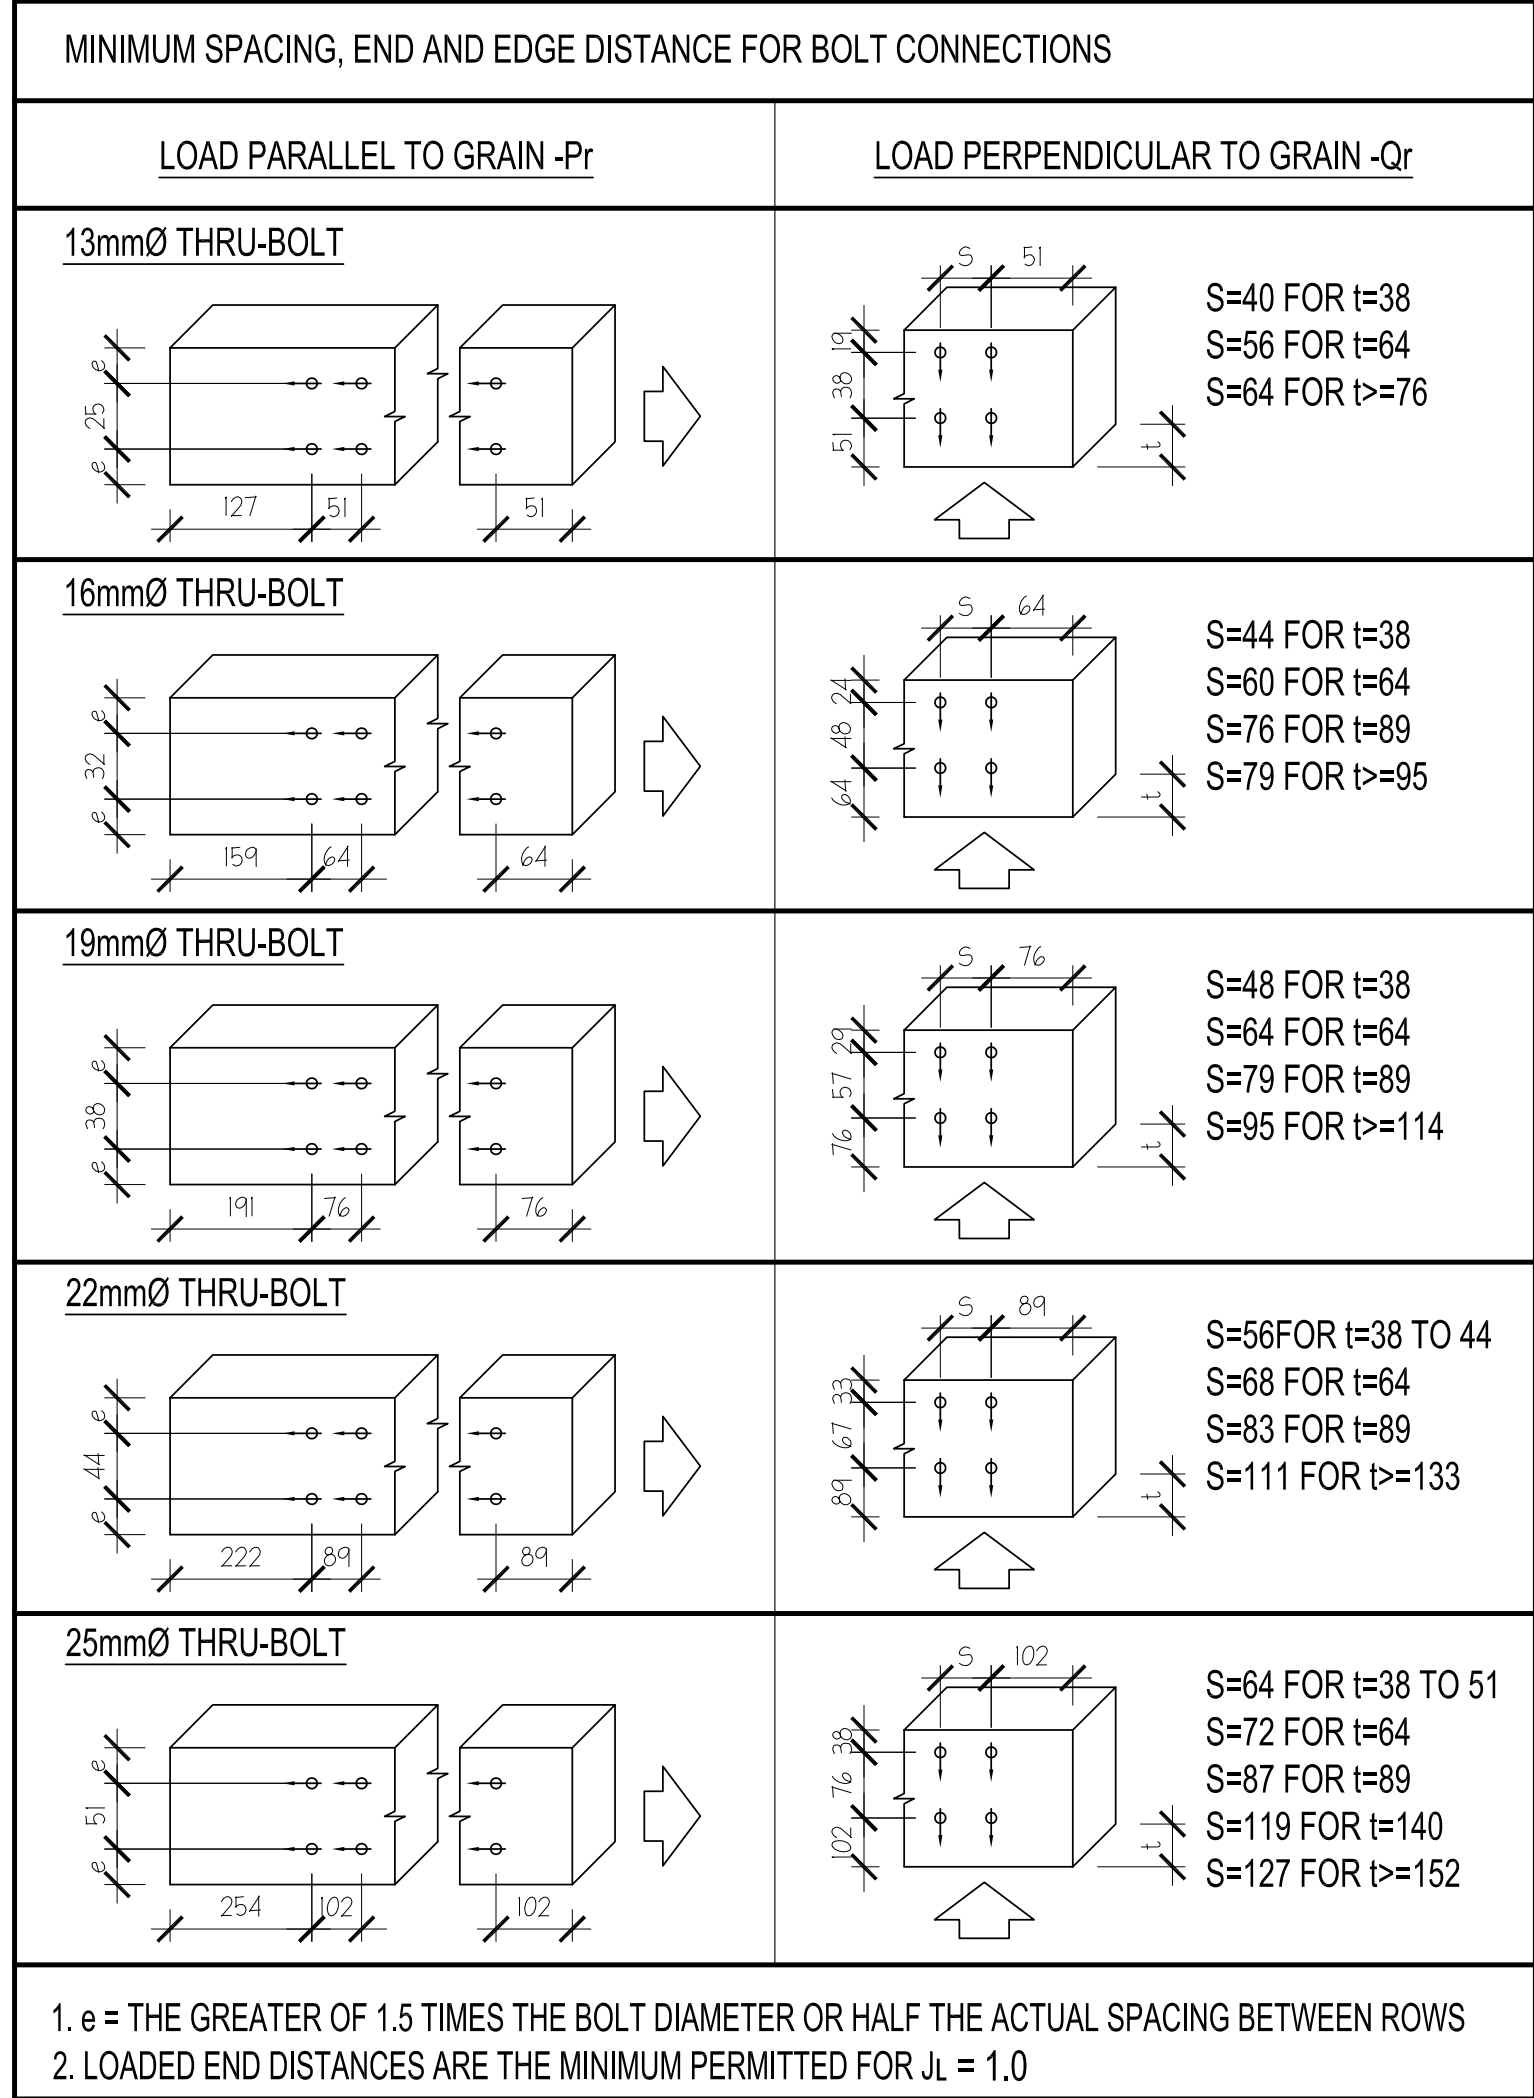 MINIMUM SPACING, END AND EDGE DISTANCE FOR BOLT CONNECTIONS
LOAD PARALLEL TO GRAIN -Pr
LOAD PERPENDICULAR TO GRAIN -Qr
13mmØ THRU-BOLT
e
25
e
127
51
51
S
51
19
38
51
t
S=40 FOR t=38
S=56 FOR t=64
S=64 FOR t>=76
16mmØ THRU-BOLT
e
32
e
159
64
64
S
64
24
48
64
t
S=44 FOR t=38
S=60 FOR t=64
S=76 FOR t=89
S=79 FOR t>=95
19mmØ THRU-BOLT
e
38
e
191
76
76
S
76
29
57
76
t
S=48 FOR t=38
S=64 FOR t=64
S=79 FOR t=89
S=95 FOR t>=114
22mmØ THRU-BOLT
e
44
e
222
89
89
S
89
33
67
89
t
S=56FOR t=38 TO 44
S=68 FOR t=64
S=83 FOR t=89
S=111 FOR t>=133
25mmØ THRU-BOLT
e
51
e
254
102
102
S
102
38
76
102
t
S=64 FOR t=38 TO 51
S=72 FOR t=64
S=87 FOR t=89
S=119 FOR t=140
S=127 FOR t>=152
1. e = THE GREATER OF 1.5 TIMES THE BOLT DIAMETER OR HALF THE ACTUAL SPACING BETWEEN ROWS
2. LOADED END DISTANCES ARE THE MINIMUM PERMITTED FOR JL = 1.0